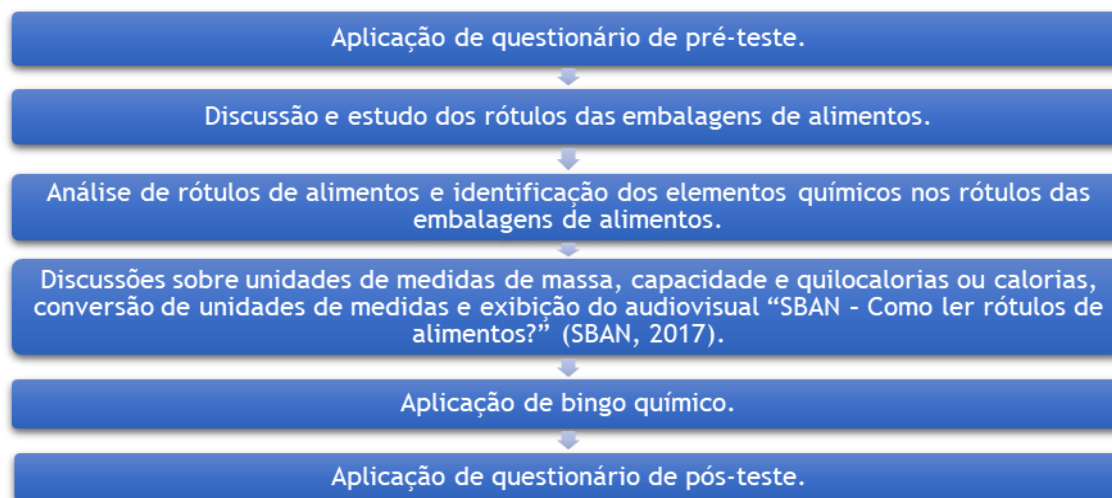 Aplicação de questionário de pré-teste.
Discussão e estudo dos rótulos das embalagens de alimentos.
Análise de rótulos de alimentos e identificação dos elementos químicos nos rótulos das
embalagens de alimentos.
Discussões sobre unidades de medidas de massa, capacidade e quilocalorias ou calorias,
conversão de unidades de medidas e exibição do audiovisual “SBAN – Como ler rótulos de
alimentos?” (SBAN, 2017).
Aplicação de bingo químico.
Aplicação de questionário de pós-teste.